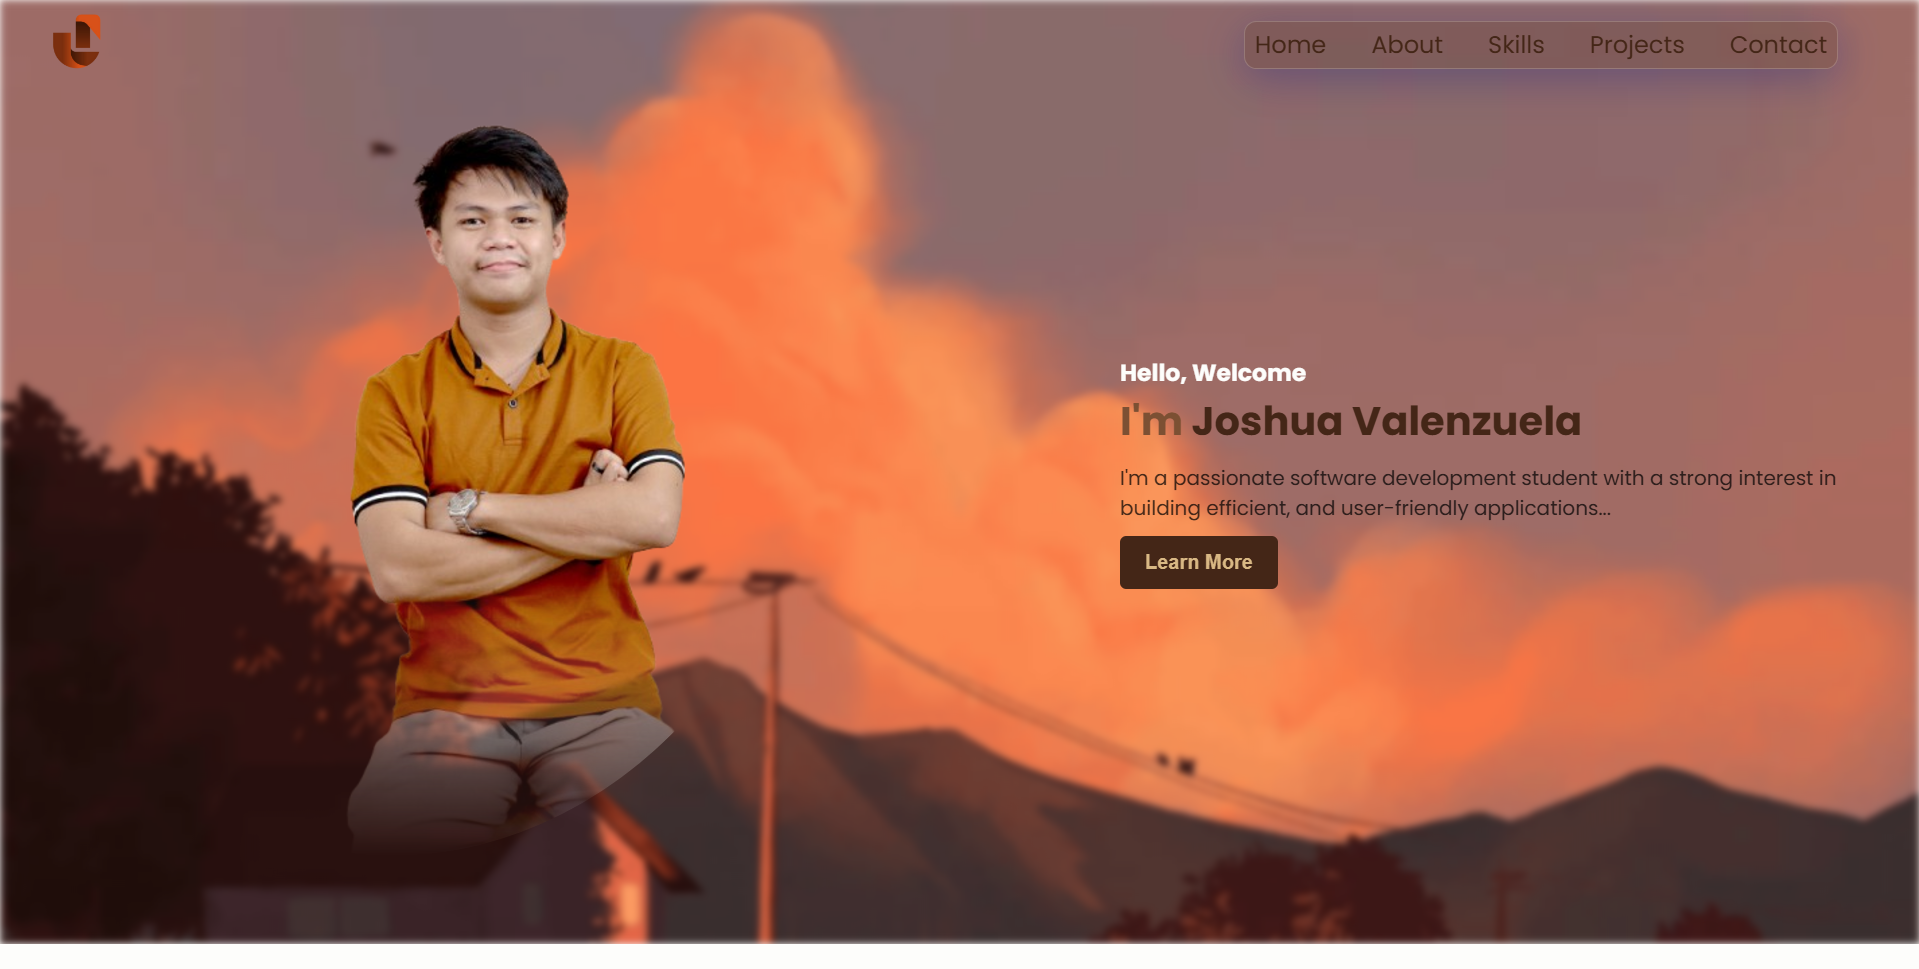 Home About Skills Projects Contact
Hello, Welcome
I'm Joshua Valenzuela
I'm a passionate software development student with a strong interest in
building efficient, and user-friendly applications...
Learn More